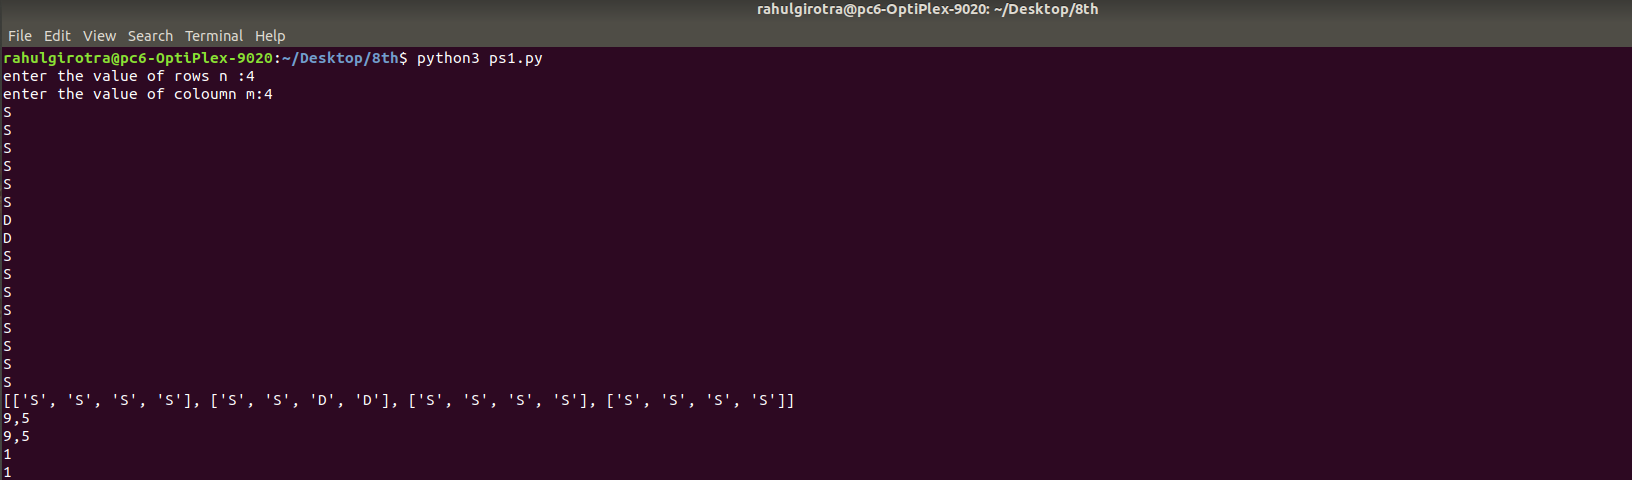 rahulgirotra@pc6-OptiPlex-9020: ~/Desktop/8th
File Edit View Search Terminal Help
rahulgirotra@pc6-OptiPlex-9020:~/Desktop/8th$ python3 ps1.py
enter the value of rows n :4
enter the value of coloumn m:4
S
S
S
S
S
S
D
D
S
S
S
S
S
S
S
S
[['S', 'S', 'S', 'S'], ['S', 'S', 'D', 'D'], ['S', 'S', 'S', 'S'], ['S', 'S', 'S', 'S']]
9,5
9,5
1
1